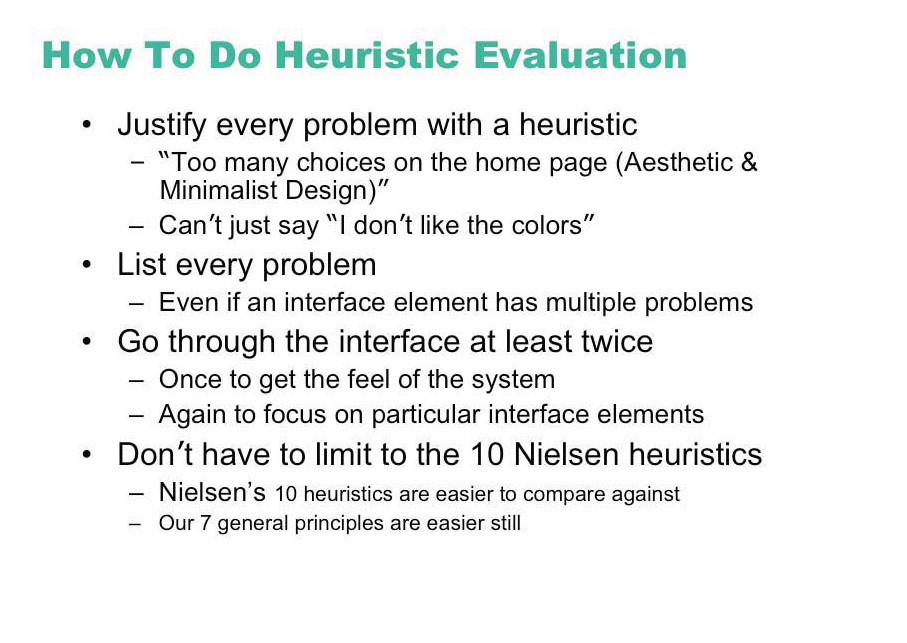 How To Do Heuristic Evaluation
• Justify every problem with a heuristic
– “Too many choices on the home page (Aesthetic &
Minimalist Design)”
– Can’t just say “I don’t like the colors”
• List every problem
– Even if an interface element has multiple problems
• Go through the interface at least twice
– Once to get the feel of the system
– Again to focus on particular interface elements
• Don’t have to limit to the 10 Nielsen heuristics
– Nielsen’s 10 heuristics are easier to compare against
– Our 7 general principles are easier still